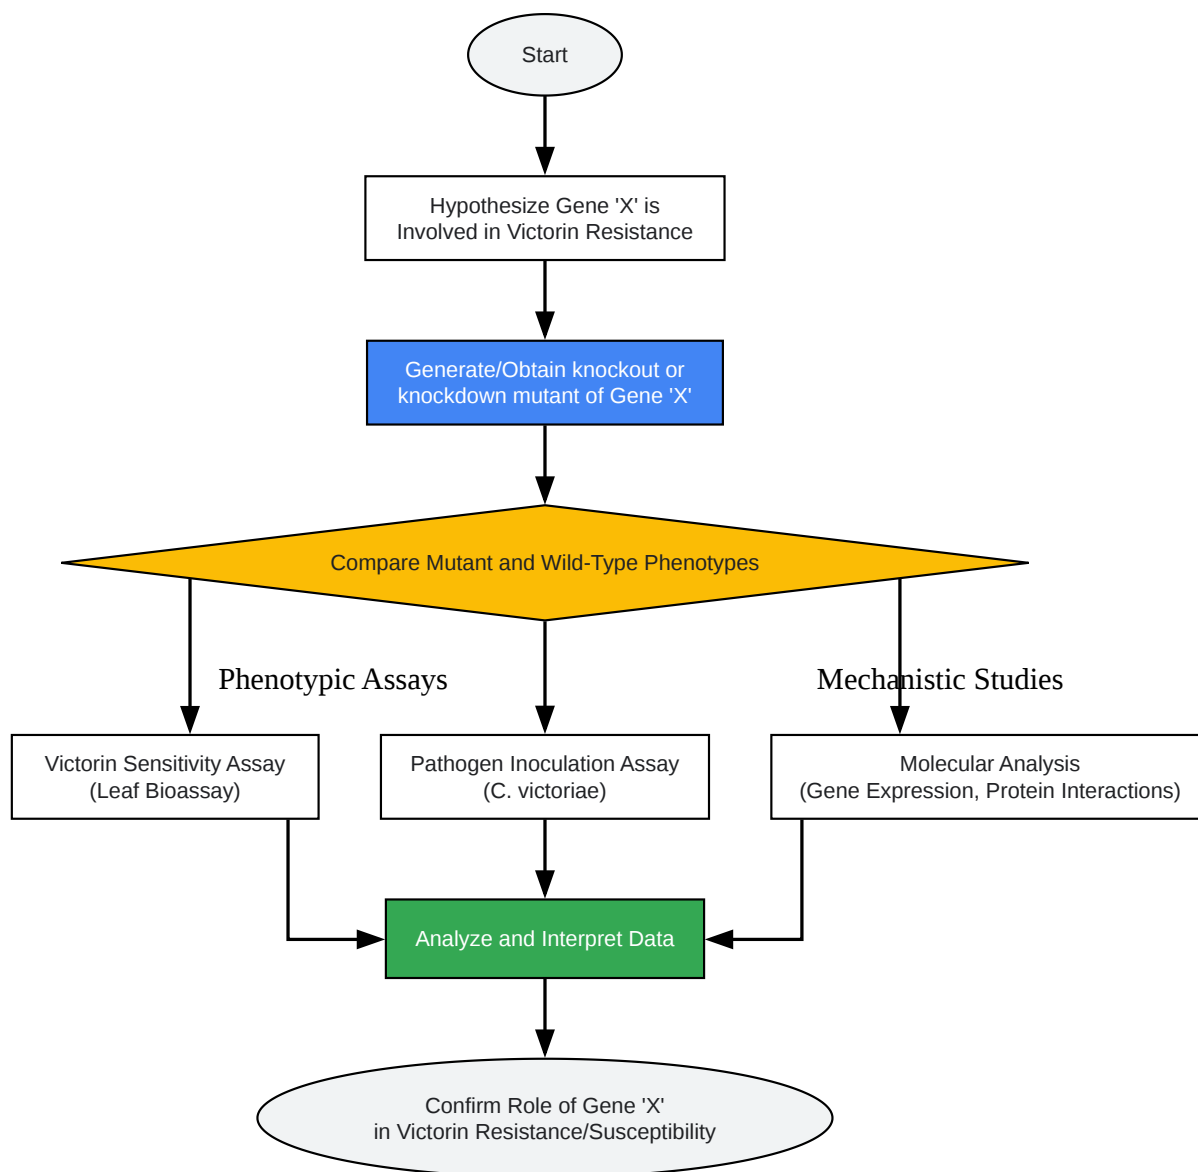 Start
Hypothesize Gene 'X' is
Involved in Victorin Resistance
Generate/Obtain knockout or
knockdown mutant of Gene 'X'
Compare Mutant and Wild-Type Phenotypes
Phenotypic Assays
Mechanistic Studies
Victorin Sensitivity Assay
(Leaf Bioassay)
Pathogen Inoculation Assay
(C. victoriae)
Molecular Analysis
(Gene Expression, Protein Interactions)
Analyze and Interpret Data
Confirm Role of Gene 'X'
in Victorin Resistance/Susceptibility